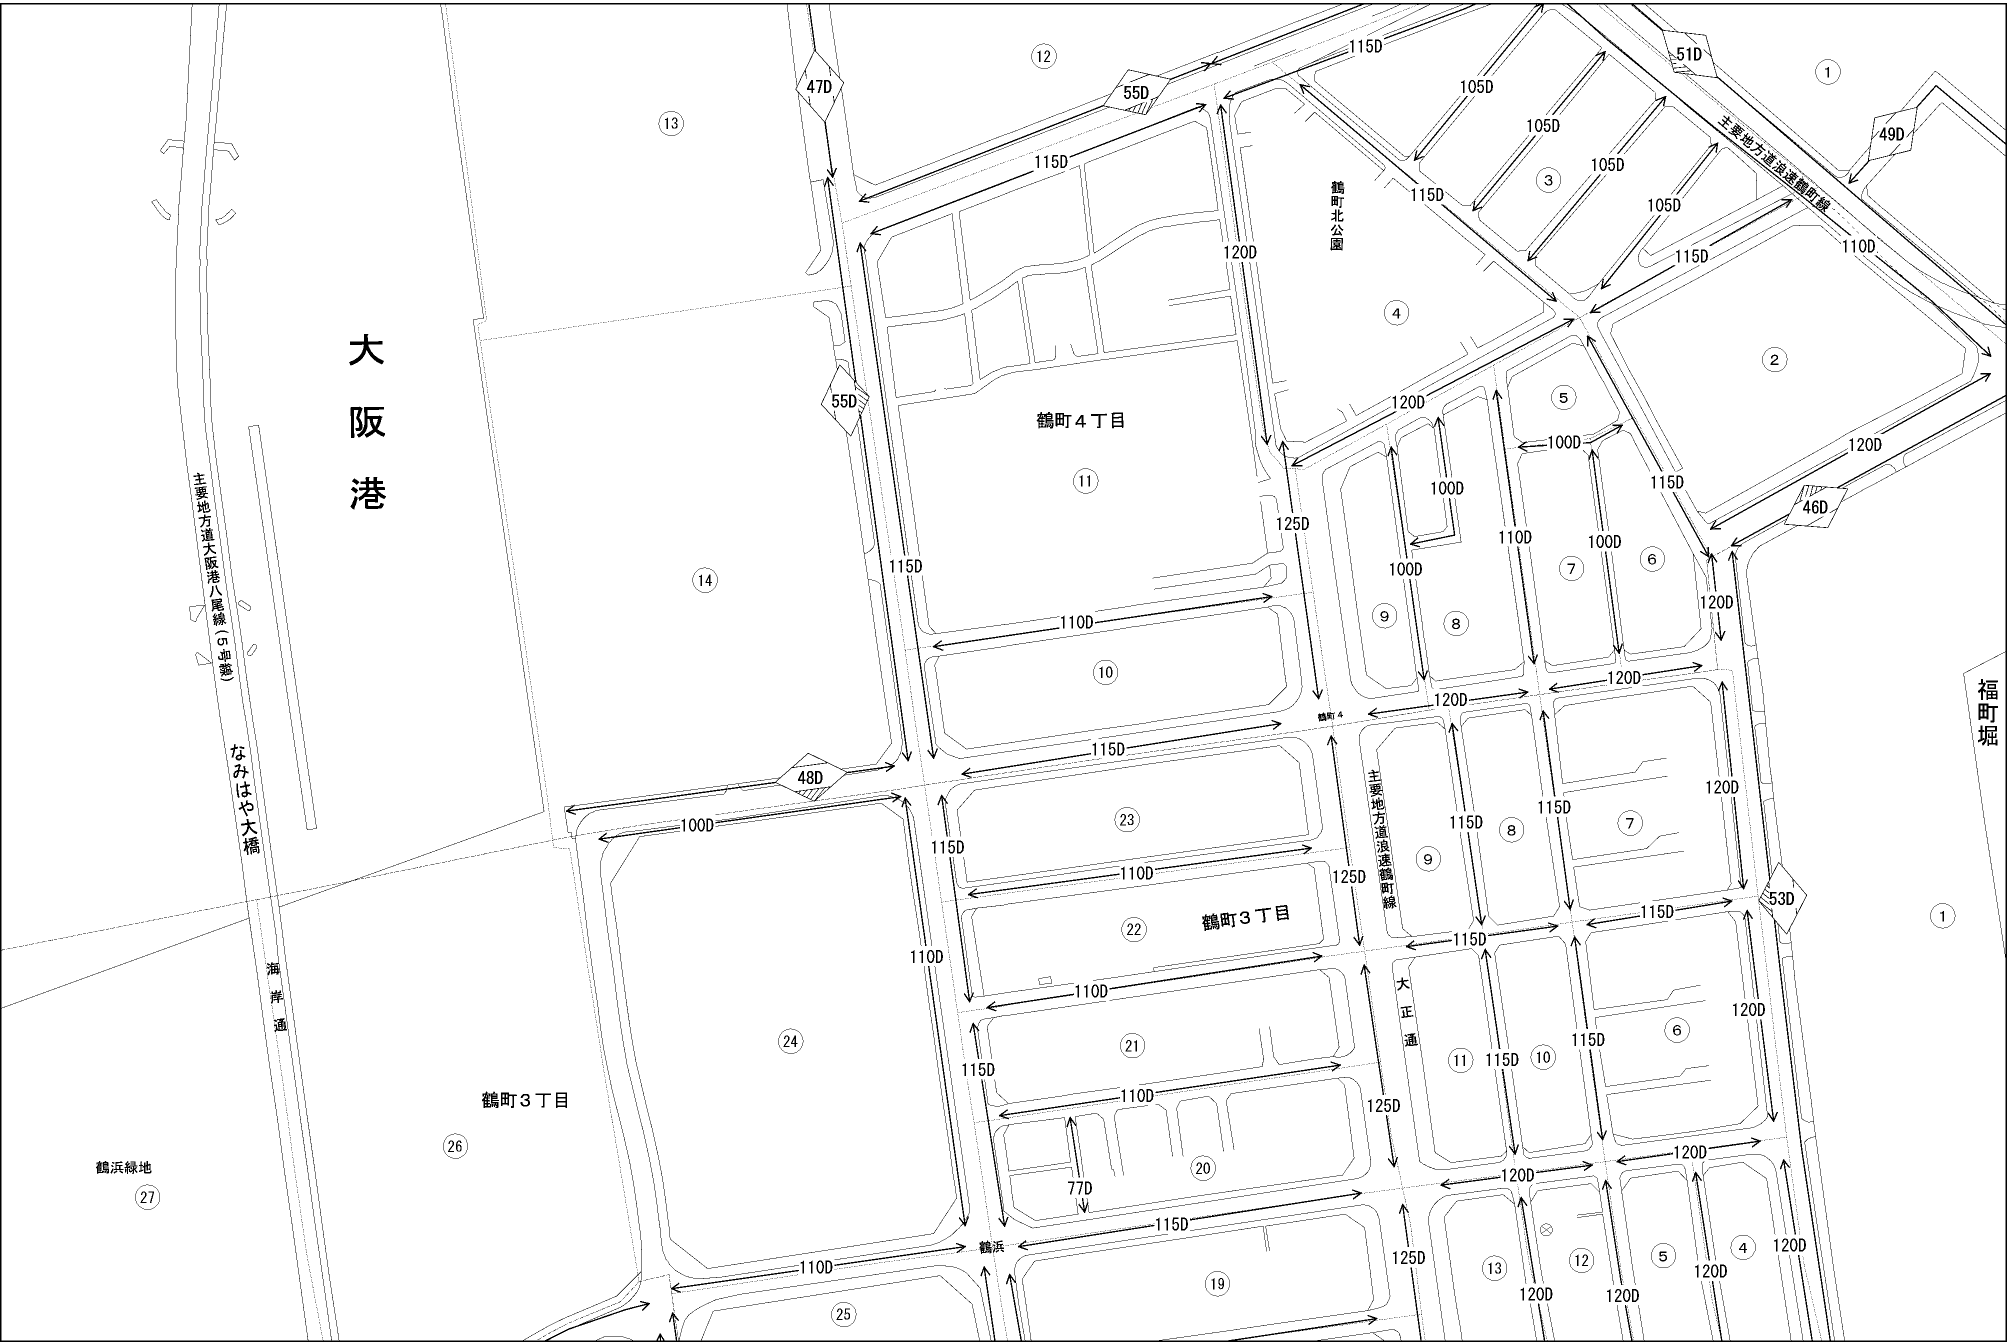 115D
51D
12
1
47D
105D
55D
49D
13
105D
主要地方道浪速鶴町線
115D
105D
3
115D
鶴町北公園
105D
110D
120D
115D
4
大阪港
2
55D
5
120D
鶴町4丁目
100D
120D
11
115D
100D
46D
125D
110D
100D
主要地方道大阪港八尾線(5号線)
115D
100D
7
6
14
120D
9
8
110D
10
120D
120D
福町堀
鶴町4
115D
なみはや大橋
48D
主要地方道浪速鶴町線
120D
115D
100D
23
115D
8
7
115D
9
110D
125D
53D
22
鶴町3丁目
115D
1
115D
110D
海岸通
110D
大正通
120D
24
21
115D
115D
10
6
11
115D
鶴町3丁目
110D
125D
26
120D
鶴浜緑地
27
20
120D
77D
115D
鶴浜
110D
125D
120D
4
5
12
13
120D
19
120D
120D
25